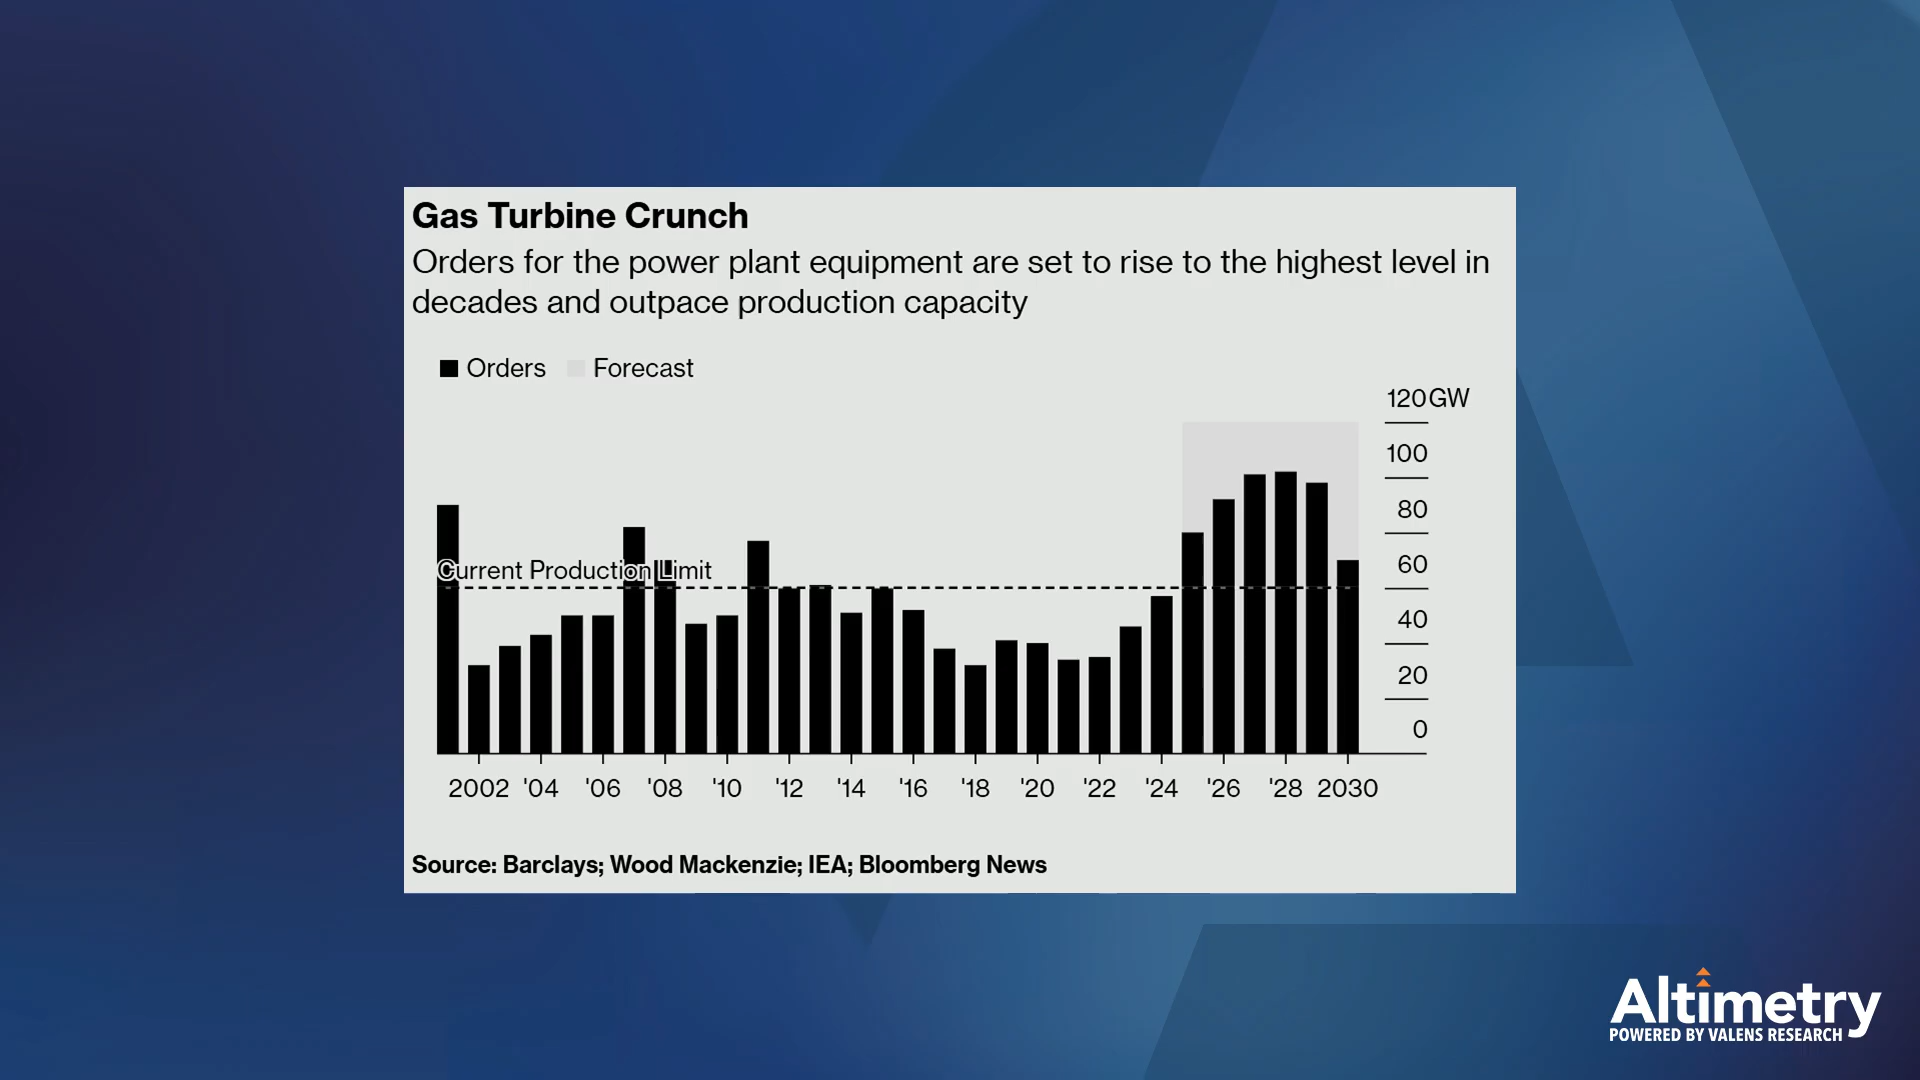 Gas Turbine Crunch
Orders for the power plant equipment are set to rise to the highest level in
decades and outpace production capacity
Orders Forecast
120GW
100
80
60
40
20
0
Current Production Limit
2002 '04 '06 '08 '10 '12 '14 '16 '18 '20 '22 '24 '26 '28 2030
Source: Barclays; Wood Mackenzie; IEA; Bloomberg News
Altimetry
POWERED BY VALENS RESEARCH